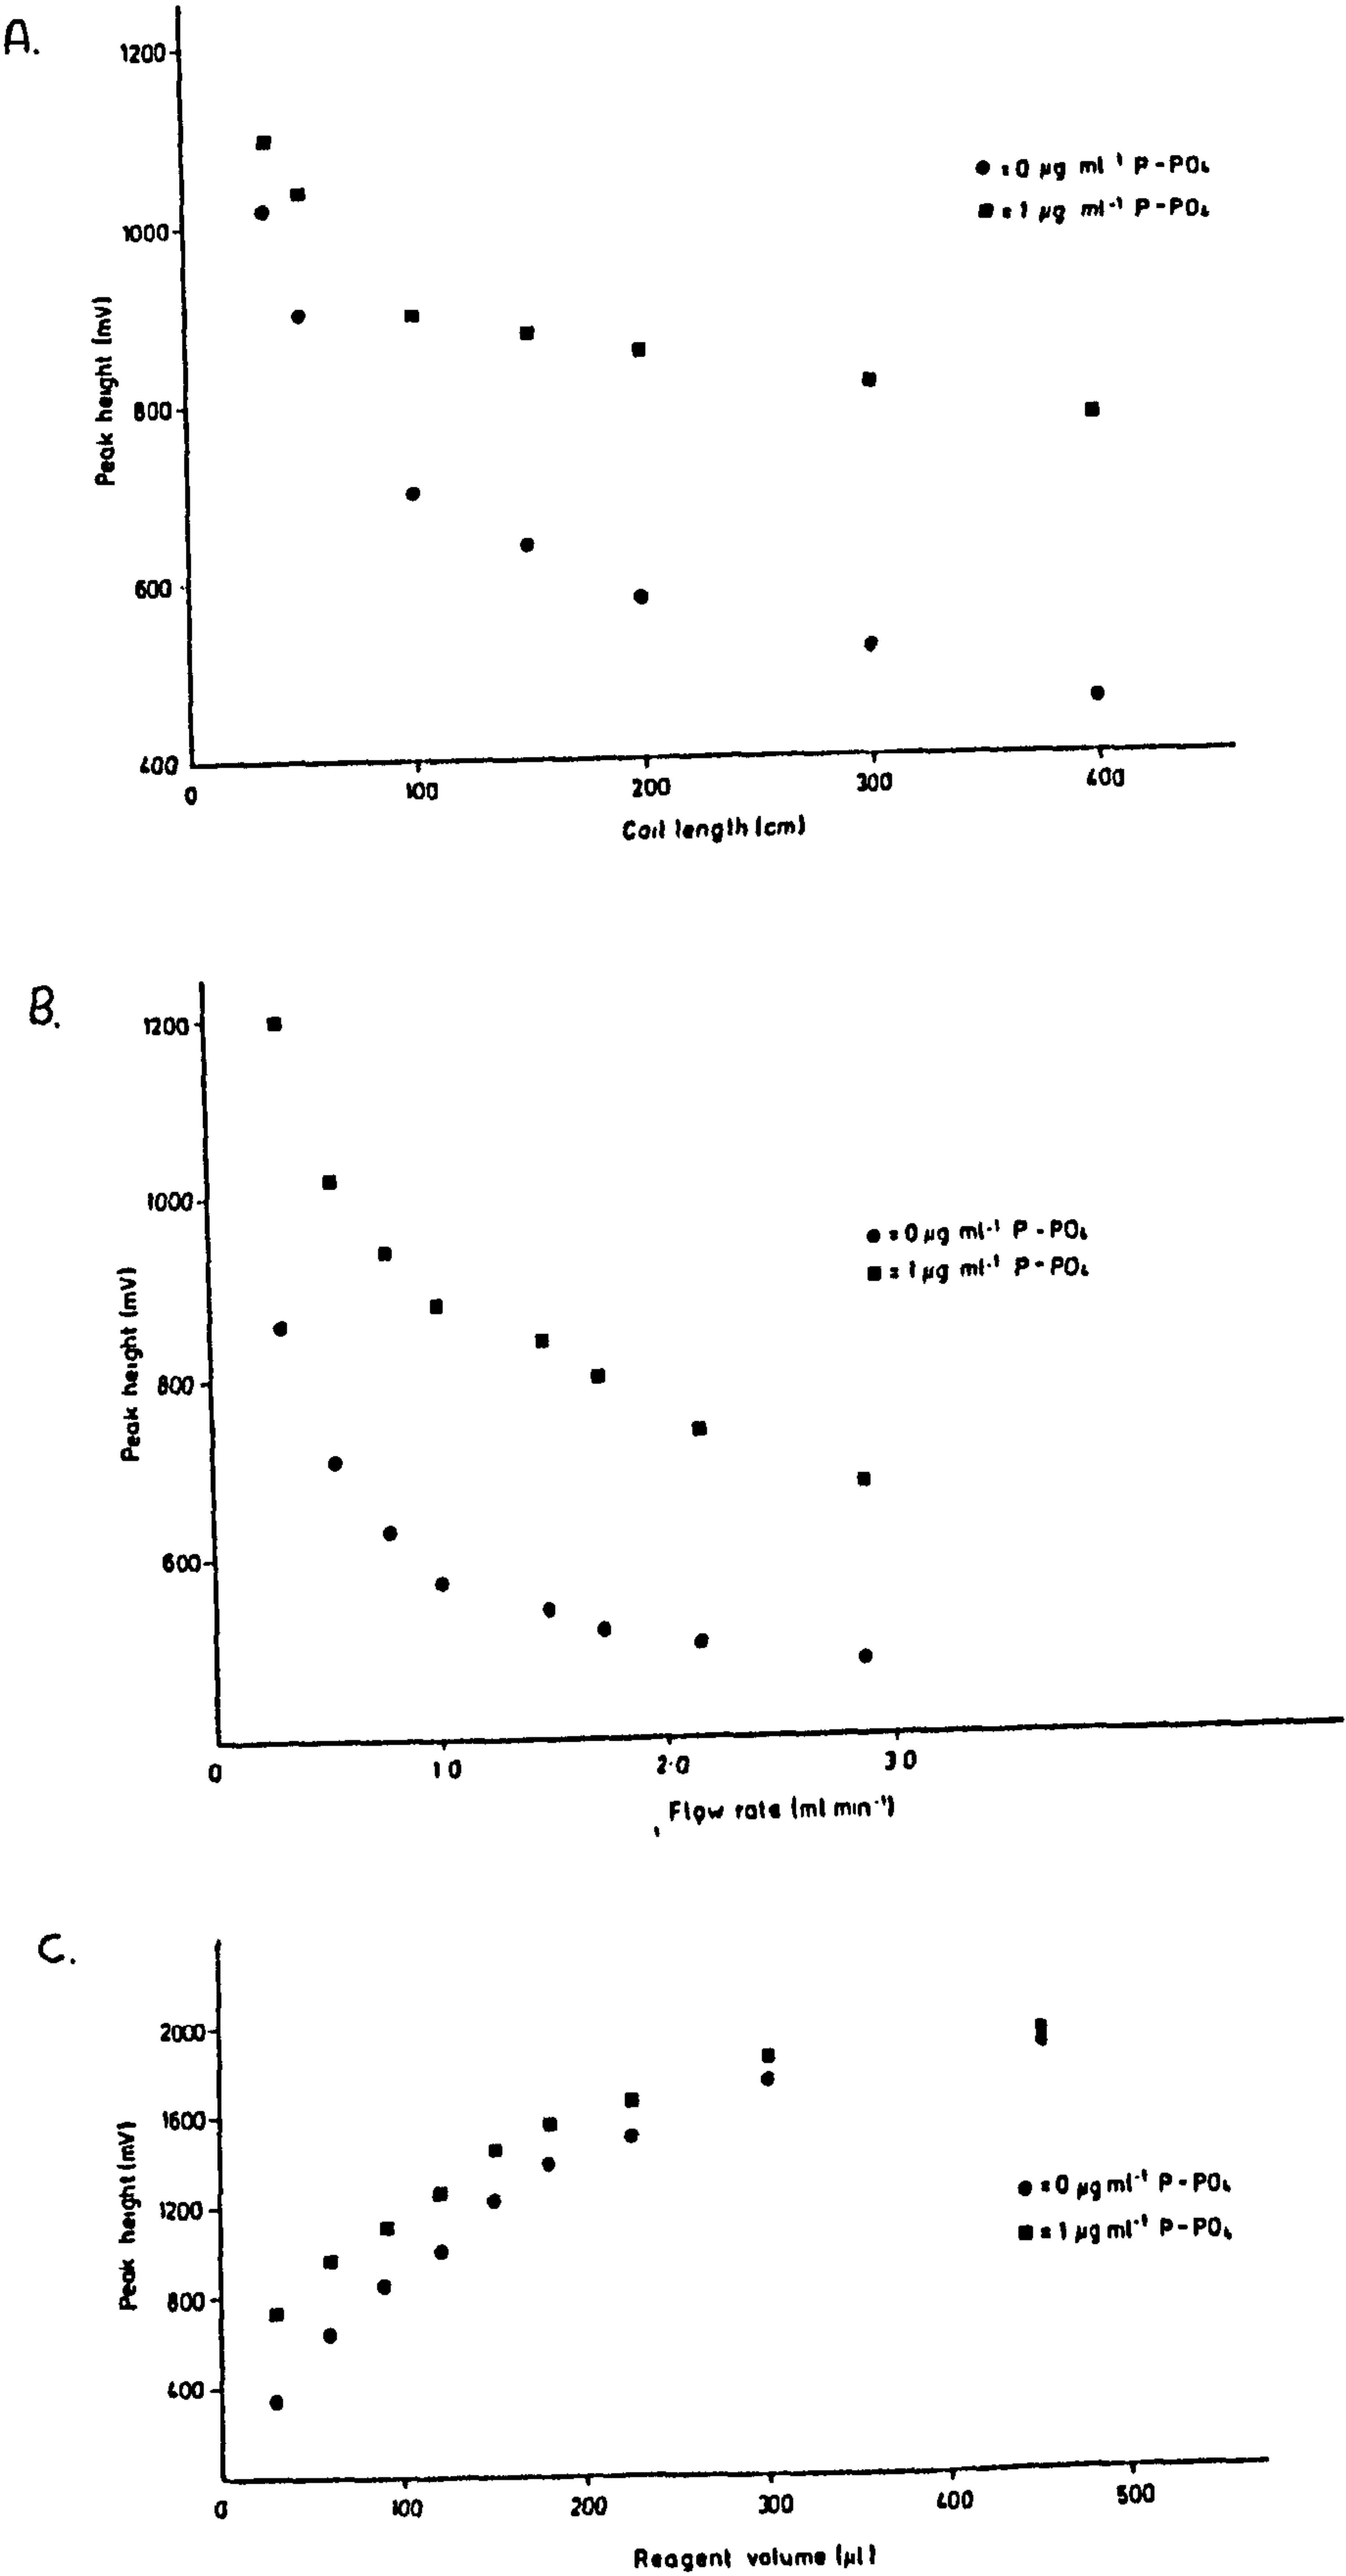 A.
1200
1000
800
600
400
Peak height (mV)
● = 0 µg ml⁻¹ P-PO₄
■ = 1 µg ml⁻¹ P-PO₄
0 100 200 300 400
Coil length (cm)
B.
1200
1000
800
600
Peak height (mV)
● = 0 µg ml⁻¹ P-PO₄
■ = 1 µg ml⁻¹ P-PO₄
0 1·0 2·0 3·0
Flow rate (ml min⁻¹)
C.
2000
1600
1200
800
400
Peak height (mV)
● = 0 µg ml⁻¹ P-PO₄
■ = 1 µg ml⁻¹ P-PO₄
0 100 200 300 400 500
Reagent volume (µl)